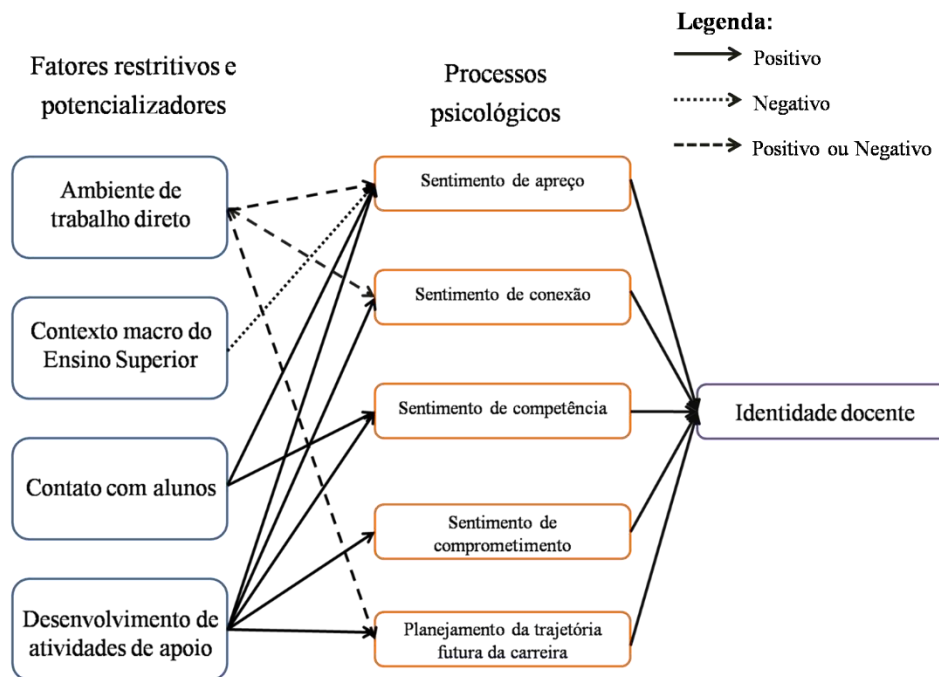 Legenda:
Positivo
Negativo
Positivo ou Negativo
Fatores restritivos e
potencializadores
Processos
psicológicos
Ambiente de
trabalho direto
Contexto macro do
Ensino Superior
Contato com alunos
Desenvolvimento de
atividades de apoio
Sentimento de apreço
Sentimento de conexão
Sentimento de competência
Sentimento de
comprometimento
Planejamento da trajetória
futura da carreira
Identidade docente